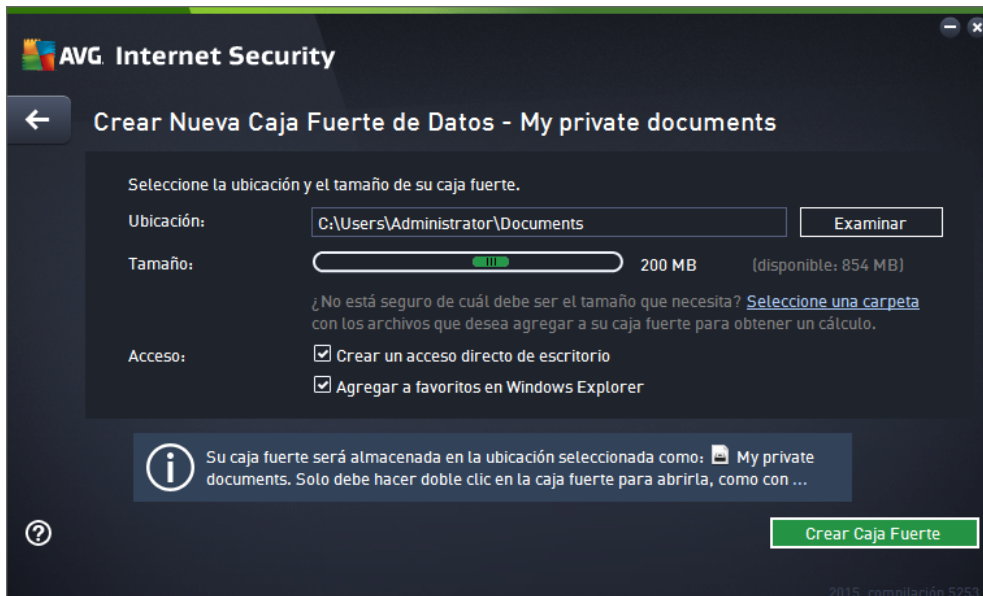 AVG. Internet Security
Crear Nueva Caja Fuerte de Datos - My private documents
Seleccione la ubicación y el tamaño de su caja fuerte.
Ubicación: C:\Users\Administrator\Documents Examinar
Tamaño: 200 MB (disponible: 854 MB)
¿No está seguro de cuál debe ser el tamaño que necesita? Seleccione una carpeta
con los archivos que desea agregar a su caja fuerte para obtener un cálculo.
Acceso: Crear un acceso directo de escritorio
Agregar a favoritos en Windows Explorer
Su caja fuerte será almacenada en la ubicación seleccionada como: My private
documents. Solo debe hacer doble clic en la caja fuerte para abrirla, como con ...
Crear Caja Fuerte
2015, compilación 5253